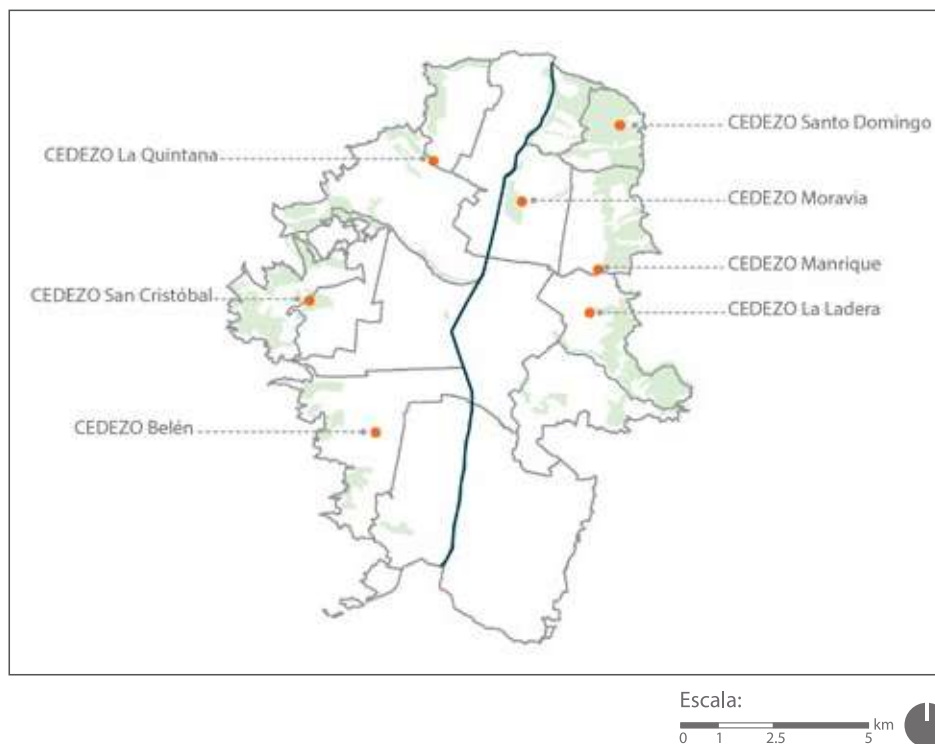 CEDEZO Santo Domingo
CEDEZO La Quintana
CEDEZO Moravia
CEDEZO Manrique
CEDEZO San Cristóbal
CEDEZO La Ladera
CEDEZO Belén
Escala:
km
0 1 2.5 5